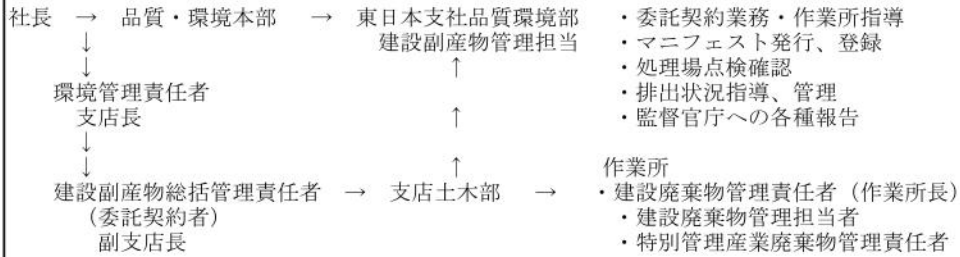 社長 → 品質・環境本部 → 東日本支社品質環境部 ・委託契約業務・作業所指導
↓ 建設副産物管理担当 ・マニフェスト発行、登録
↓ ↑ ・処理場点検確認
環境管理責任者 ・排出状況指導、管理
支店長 ↑ ・監督官庁への各種報告
↓
↓ ↑ 作業所
建設副産物総括管理責任者 → 支店土木部 → ・建設廃棄物管理責任者（作業所長）
（委託契約者） ・建設廃棄物管理担当者
副支店長 ・特別管理産業廃棄物管理責任者